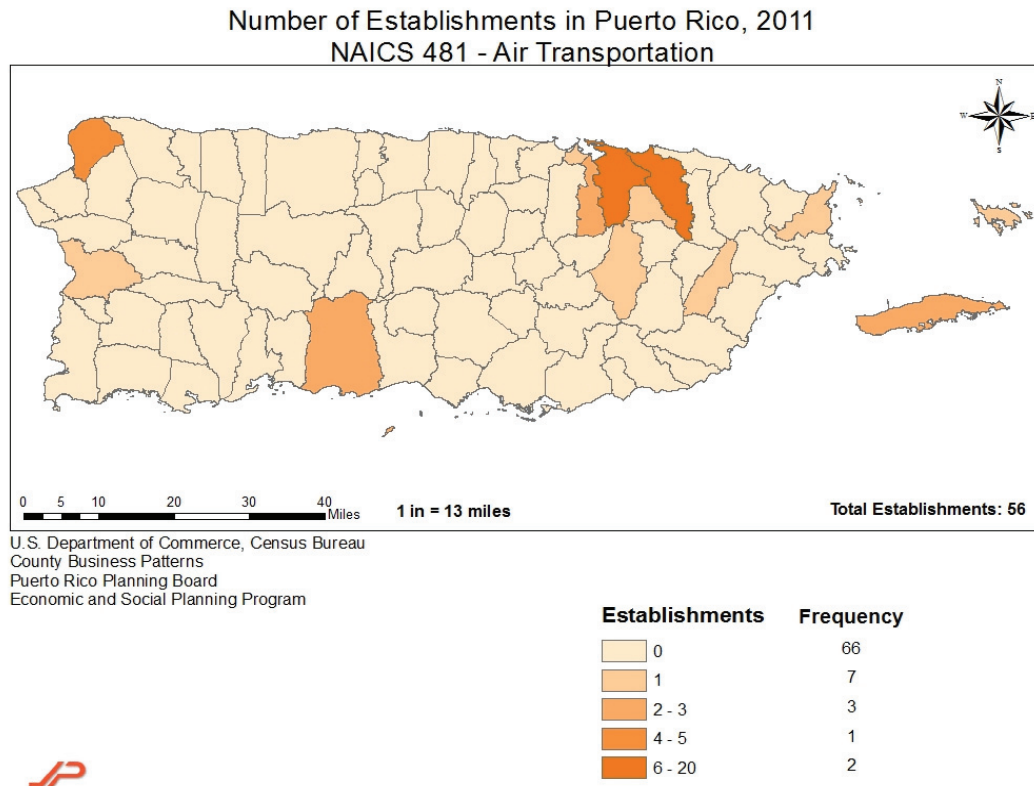 Number of Establishments in Puerto Rico, 2011
NAICS 481 - Air Transportation
N
W
E
S
0 5 10 20 30 40
Miles
1 in = 13 miles
Total Establishments: 56
U.S. Department of Commerce, Census Bureau
County Business Patterns
Puerto Rico Planning Board
Economic and Social Planning Program
Establishments Frequency
0 66
1 7
2 - 3 3
4 - 5 1
6 - 20 2